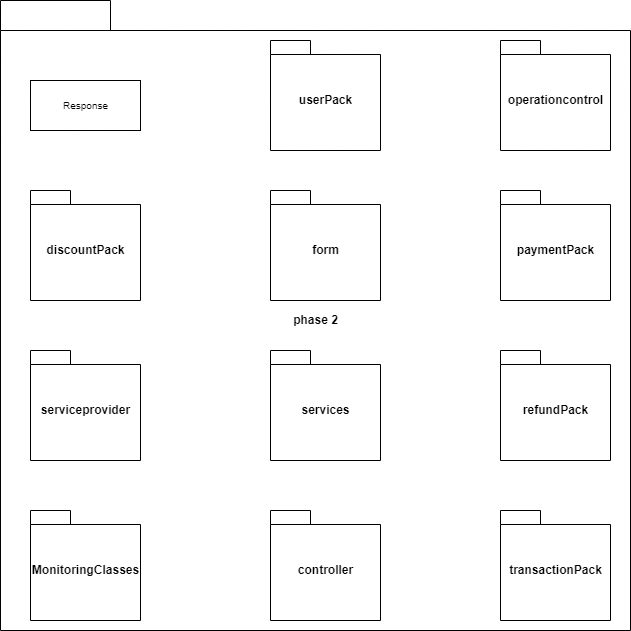 Response
userPack
operationcontrol
discountPack
form
paymentPack
phase 2
serviceprovider
services
refundPack
MonitoringClasses
controller
transactionPack